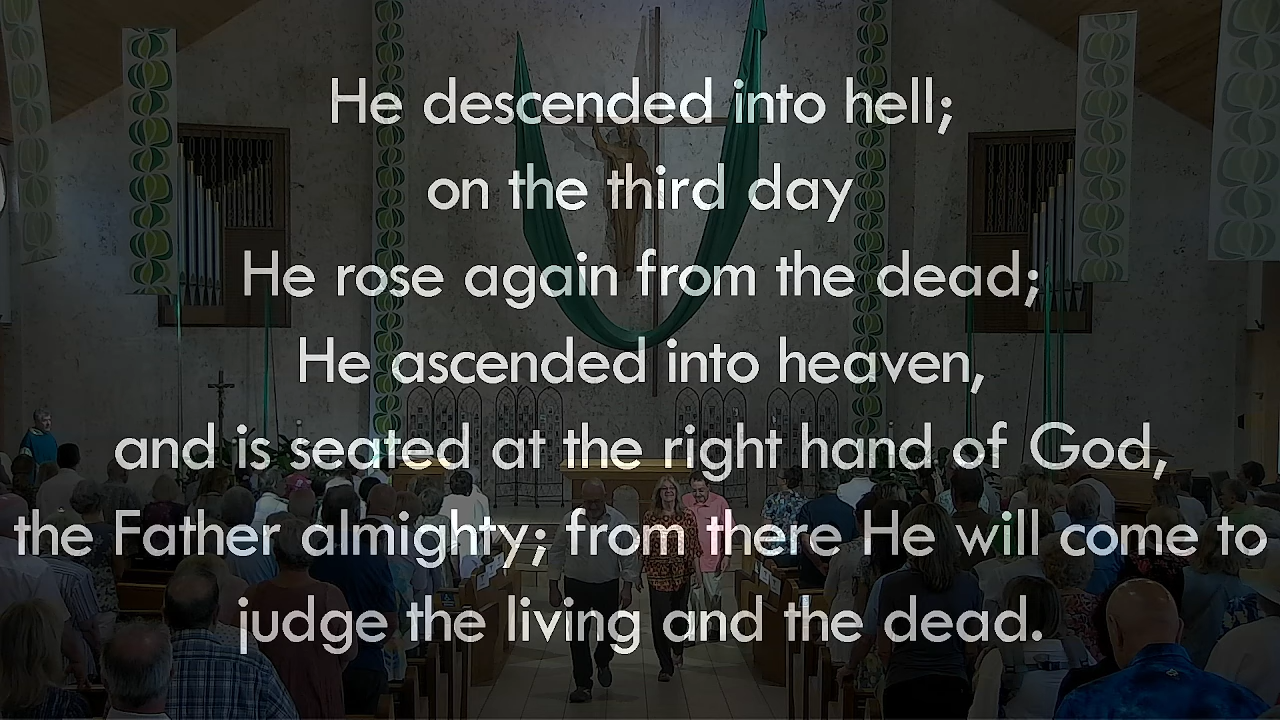 He descended into hell;
on the third day
He rose again from the dead;
He ascended into heaven,
and is seated at the right hand of God,
the Father almighty; from there He will come to
judge the living and the dead.